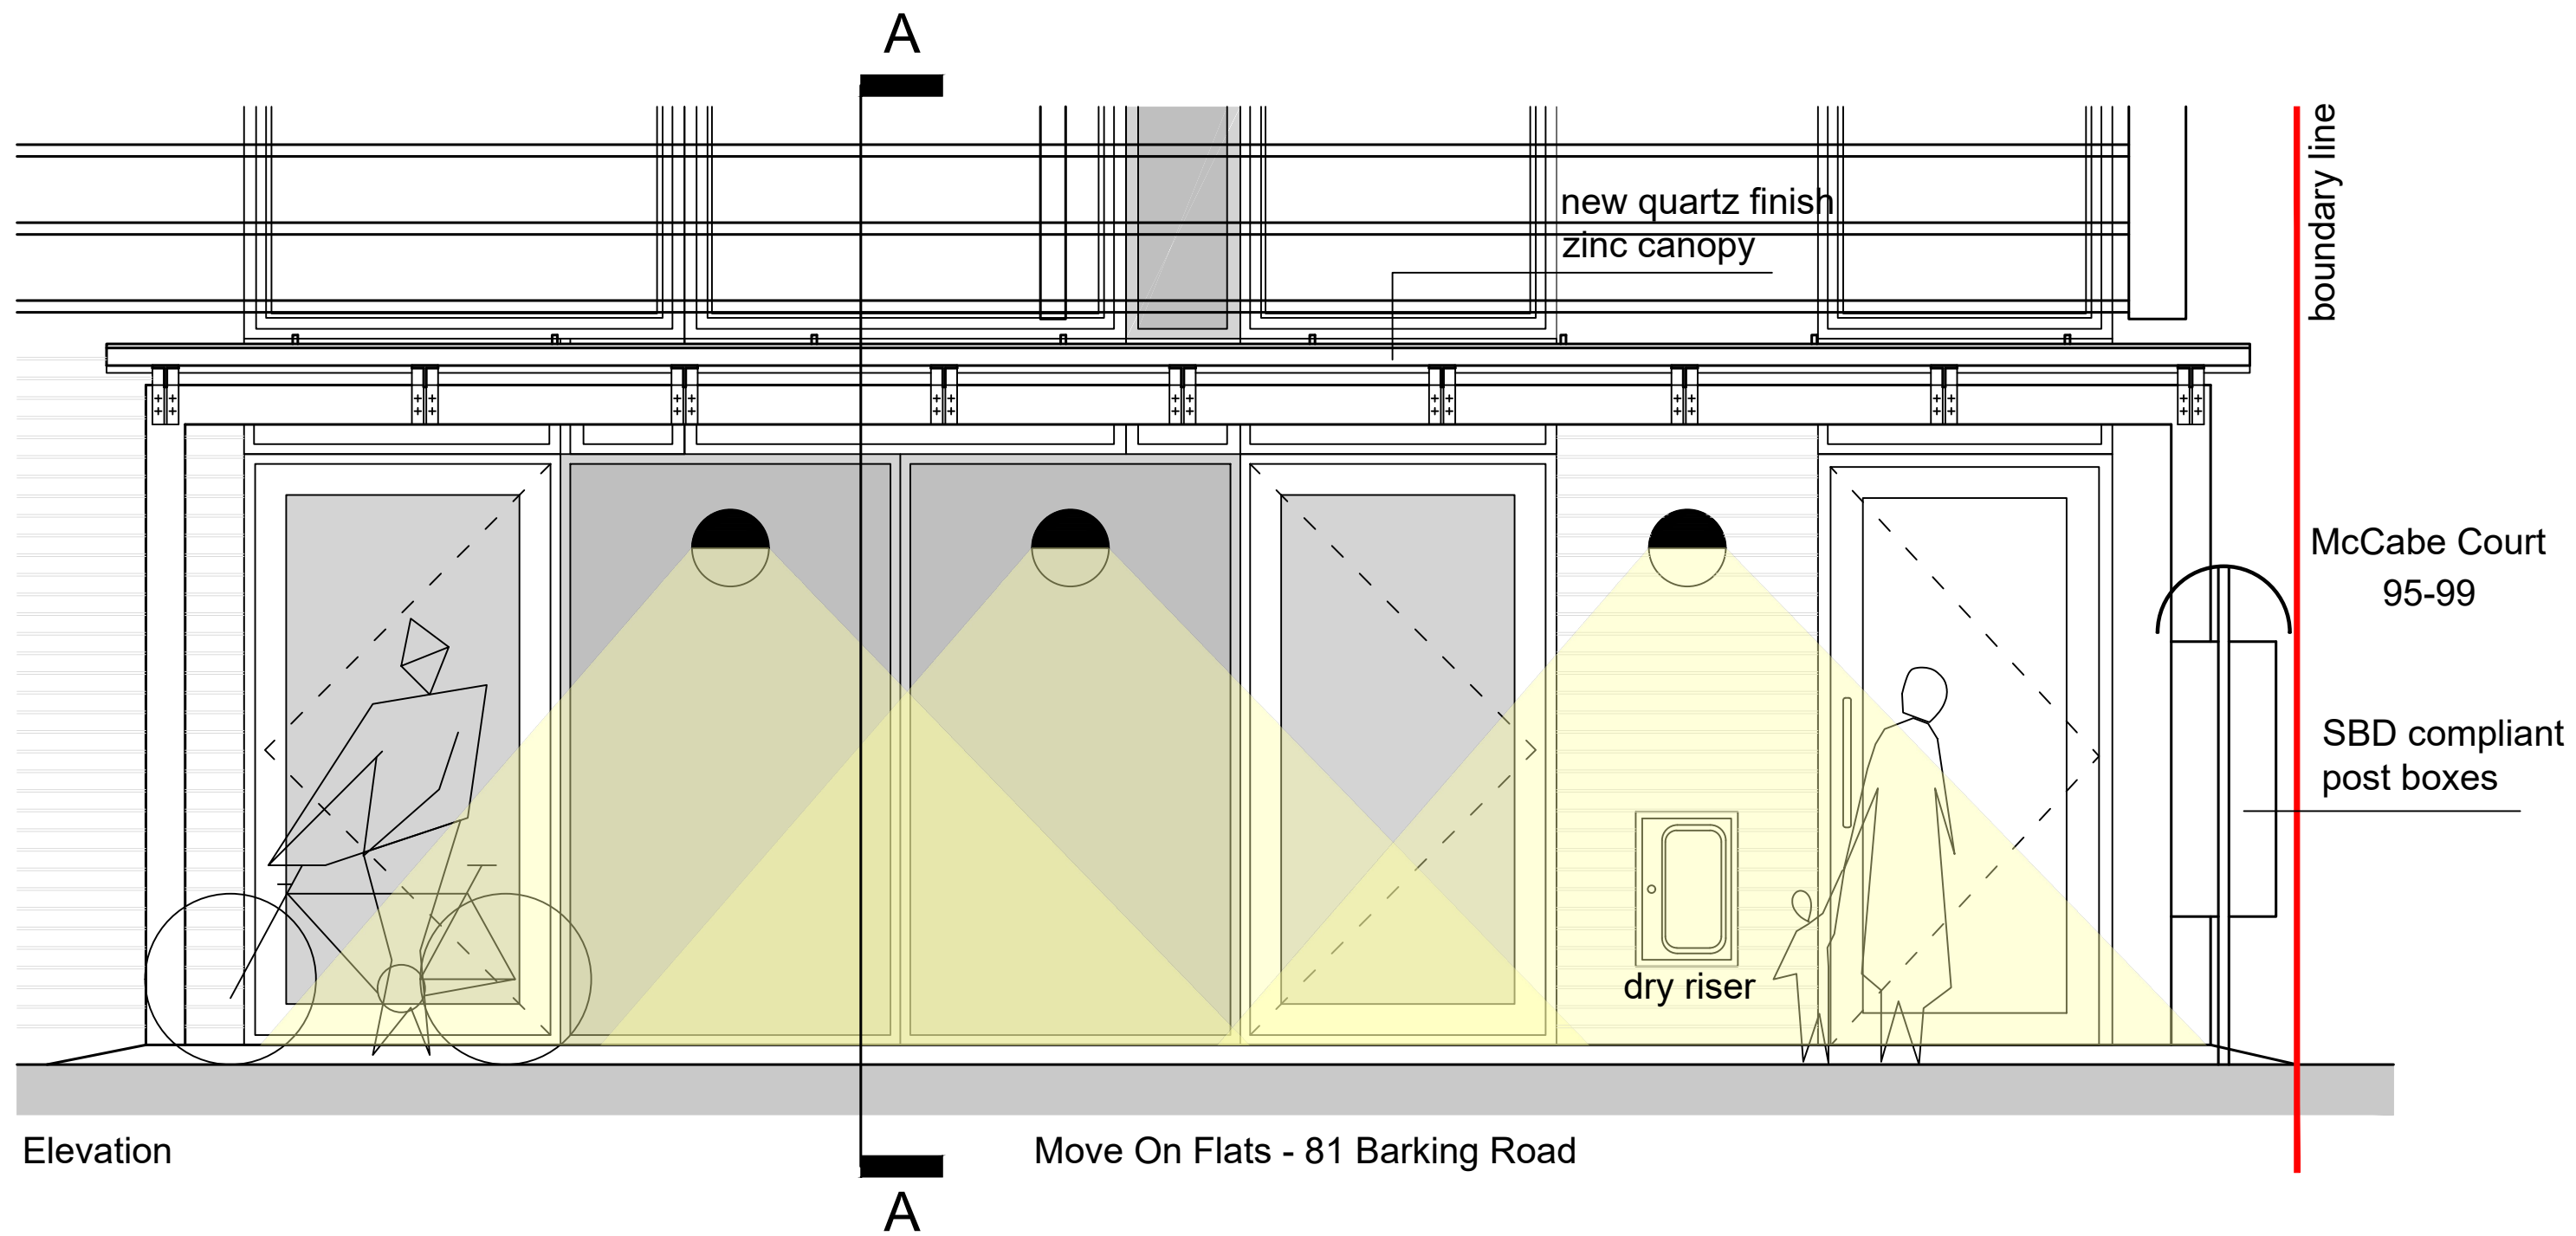 A
boundary line
new quartz finish
zinc canopy
McCabe Court
95-99
SBD compliant
post boxes
dry riser
Elevation
Move On Flats - 81 Barking Road
A